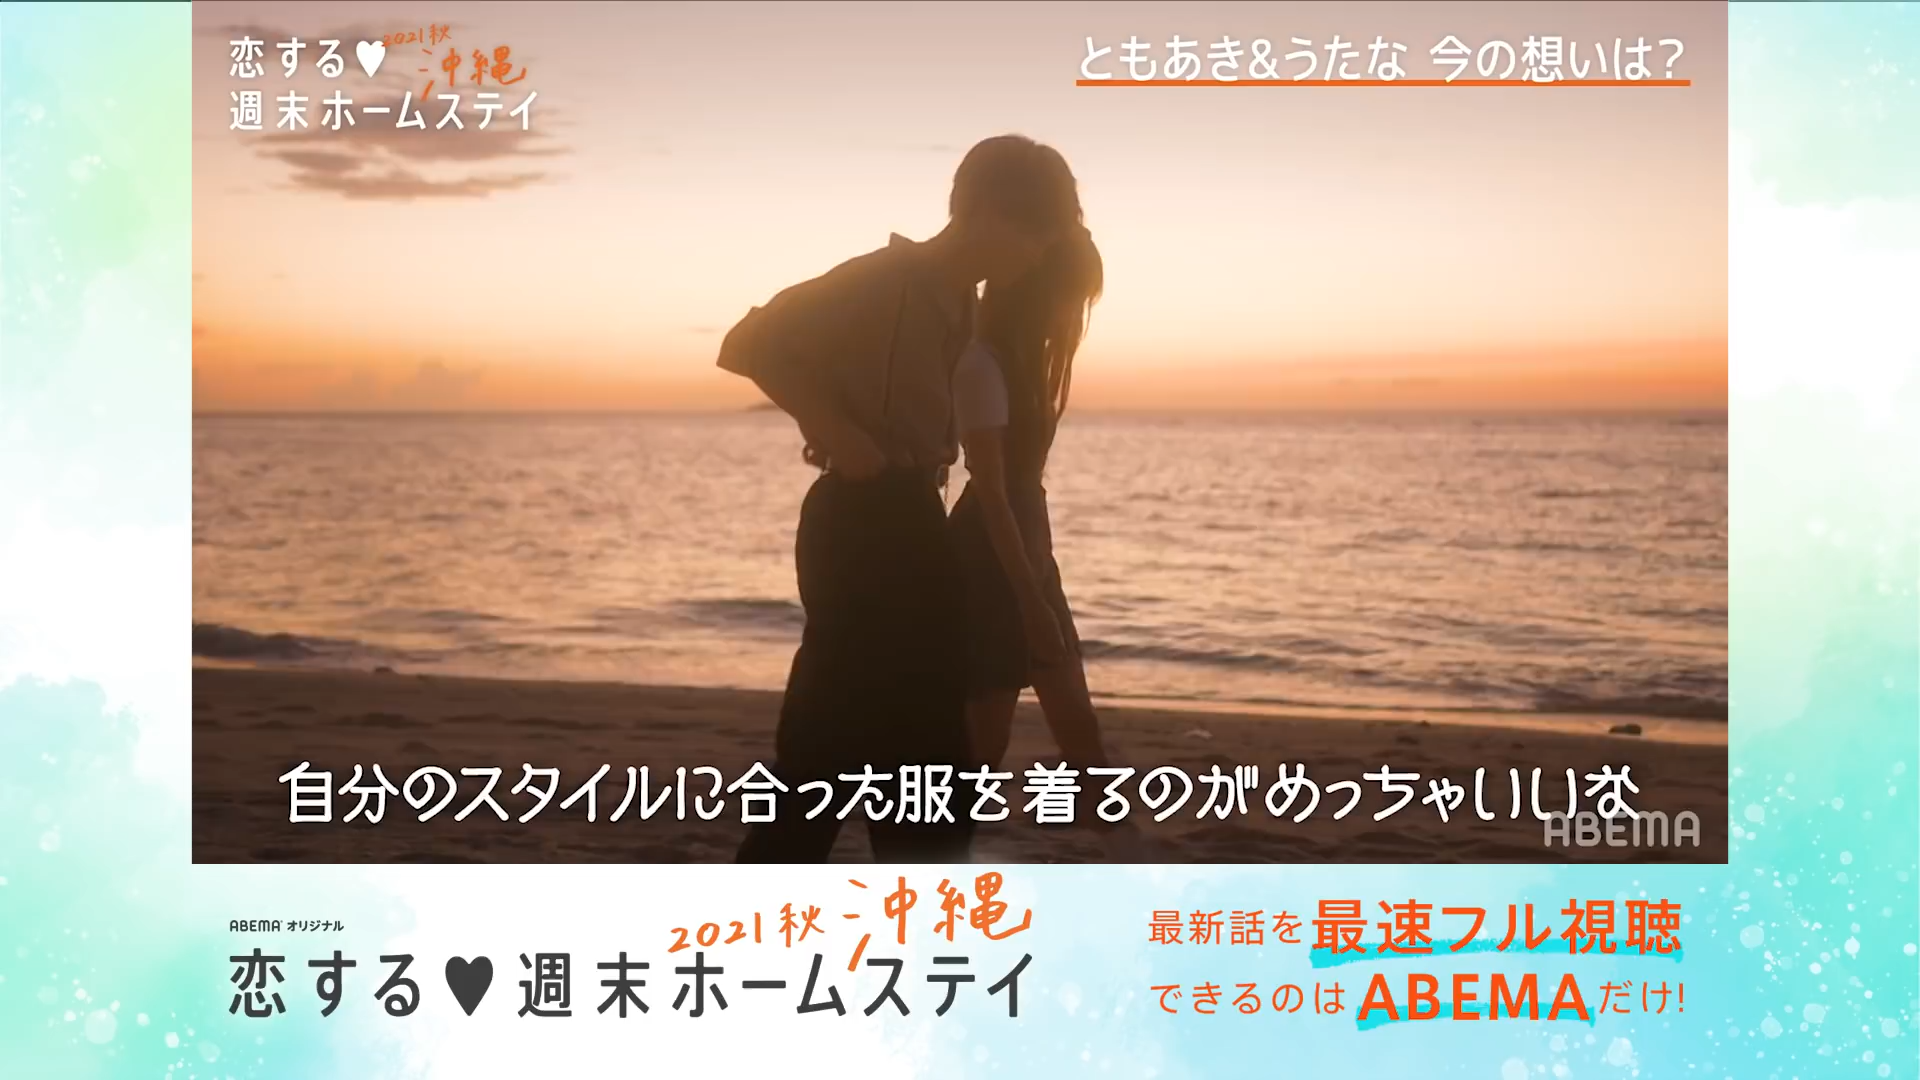 恋する♥
2021秋
沖縄
週末ホームステイ
ともあき&うたな 今の想いは?
自分のスタイルに合った服を着るのがめっちゃいいな
ABEMA
ABEMAオリジナル
2021秋 沖縄
恋する♥週末ホームステイ
最新話を最速フル視聴
できるのはABEMAだけ!